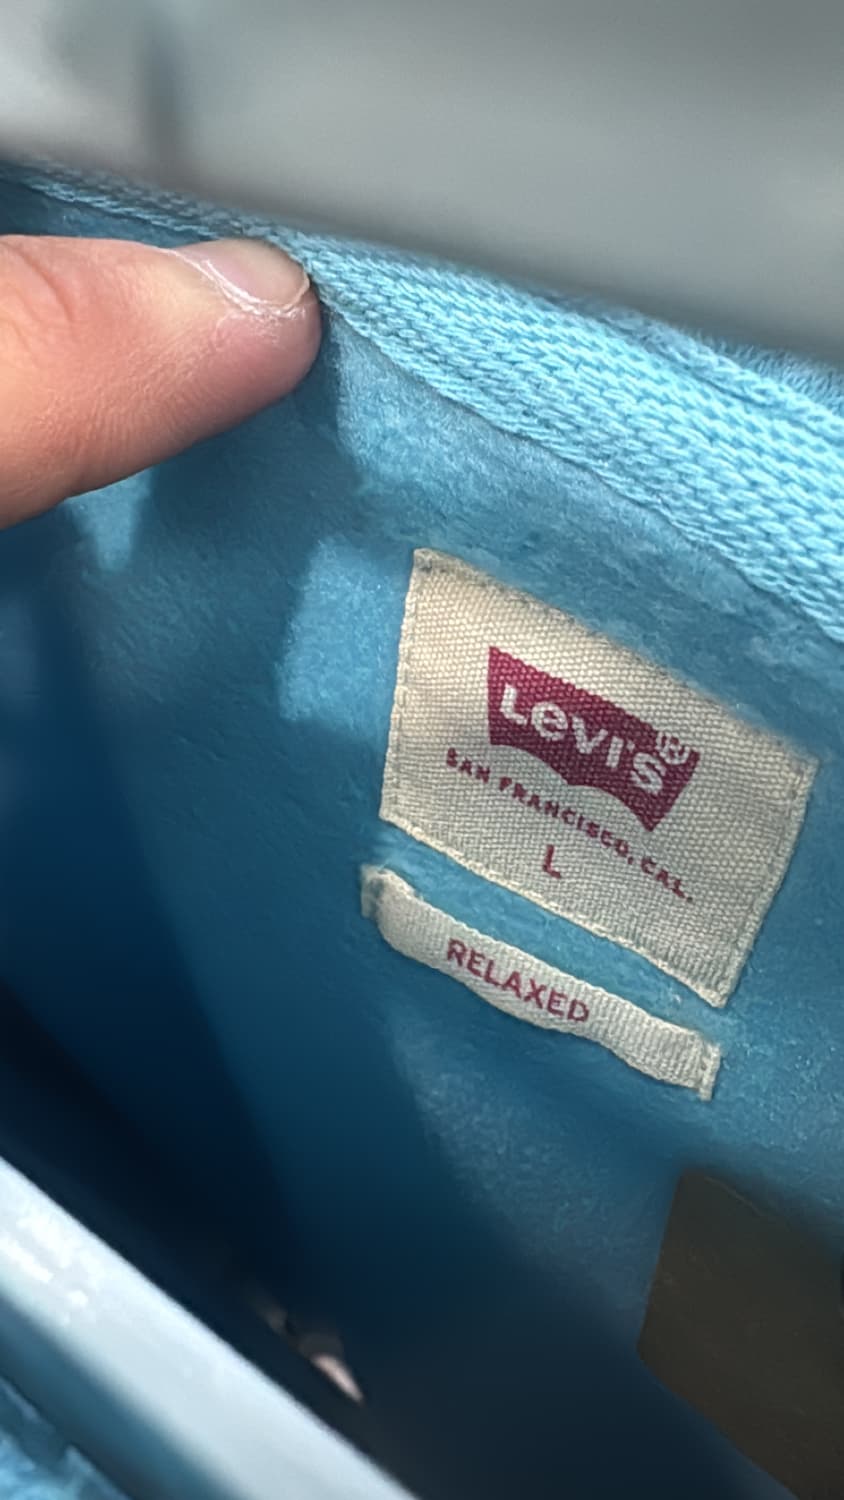 Levi's®
SAN FRANCISCO, CAL.
L
RELAXED